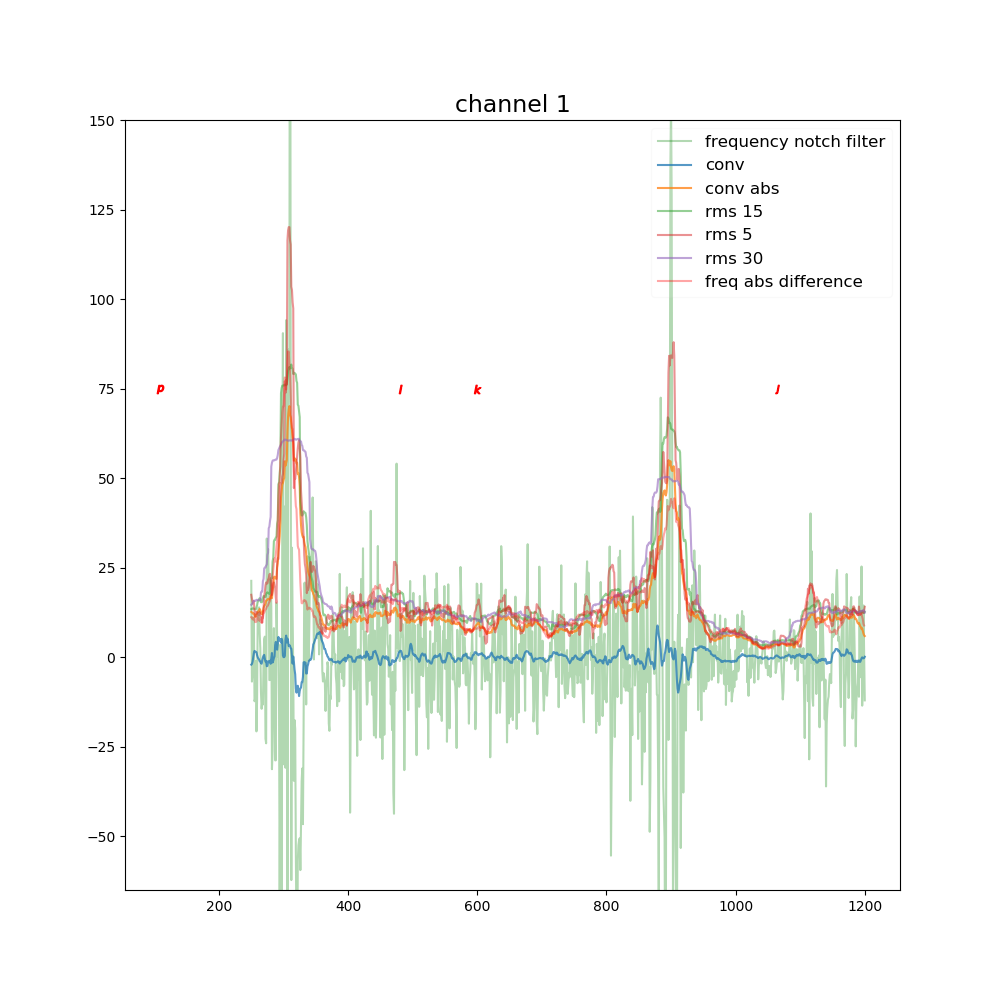 channel 1
150
125
100
75
50
25
0
−25
−50
frequency notch filter
conv
conv abs
rms 15
rms 5
rms 30
freq abs difference
p l k j
200 400 600 800 1000 1200